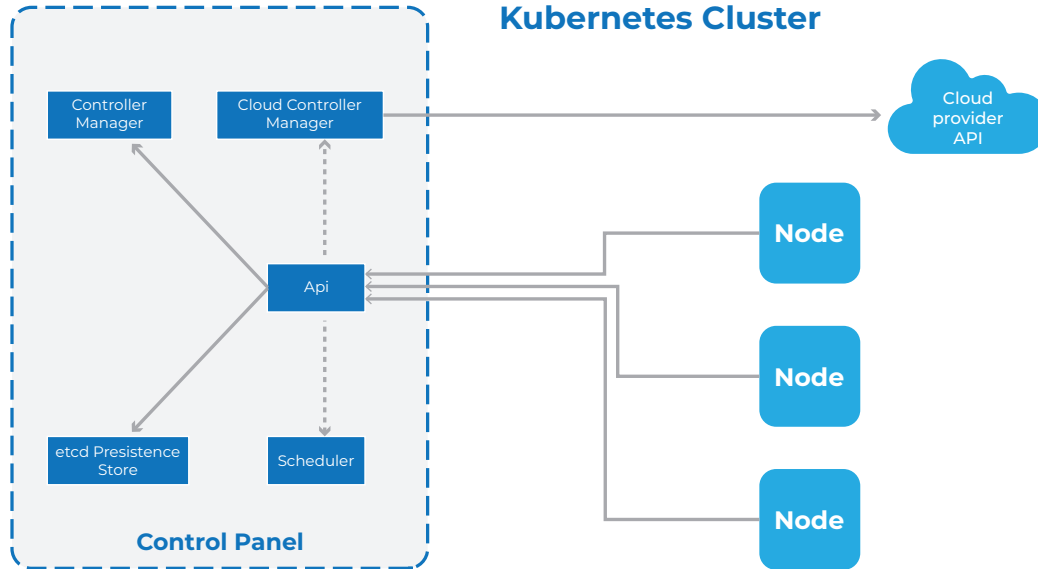 Kubernetes Cluster
Controller
Manager
Cloud Controller
Manager
Cloud
provider
API
Node
Api
Node
etcd Presistence
Store
Scheduler
Node
Control Panel